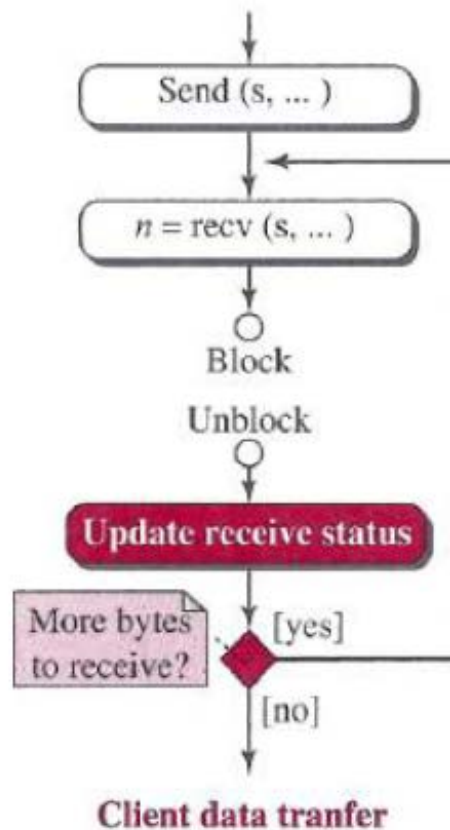 Send (s, ... )
n = recv (s, ... )
Block
Unblock
Update receive status
More bytes
to receive?
[yes]
[no]
Client data tranfer